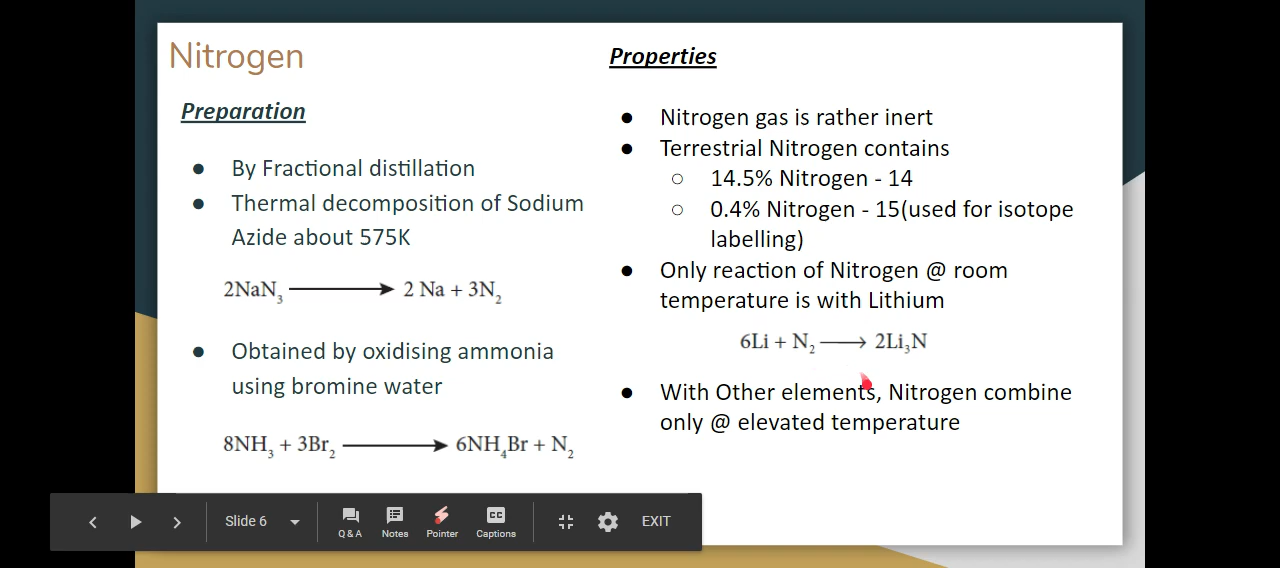 Nitrogen
Preparation
● By Fractional distillation
● Thermal decomposition of Sodium
Azide about 575K
2NaN₃ ⟶ 2 Na + 3N₂
● Obtained by oxidising ammonia
using bromine water
8NH₃ + 3Br₂ ⟶ 6NH₄Br + N₂
Properties
● Nitrogen gas is rather inert
● Terrestrial Nitrogen contains
○ 14.5% Nitrogen - 14
○ 0.4% Nitrogen - 15(used for isotope
labelling)
● Only reaction of Nitrogen @ room
temperature is with Lithium
6Li + N₂ ⟶ 2Li₃N
● With Other elements, Nitrogen combine
only @ elevated temperature
Slide 6
Q & A
Notes
Pointer
CC
Captions
EXIT